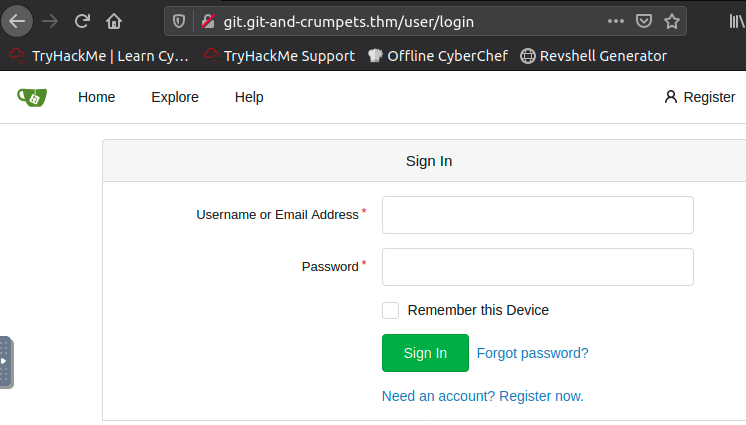 git.git-and-crumpets.thm/user/login
TryHackMe | Learn Cy… TryHackMe Support Offline CyberChef Revshell Generator
Home Explore Help Register
Sign In
Username or Email Address *
Password *
Remember this Device
Sign In Forgot password?
Need an account? Register now.